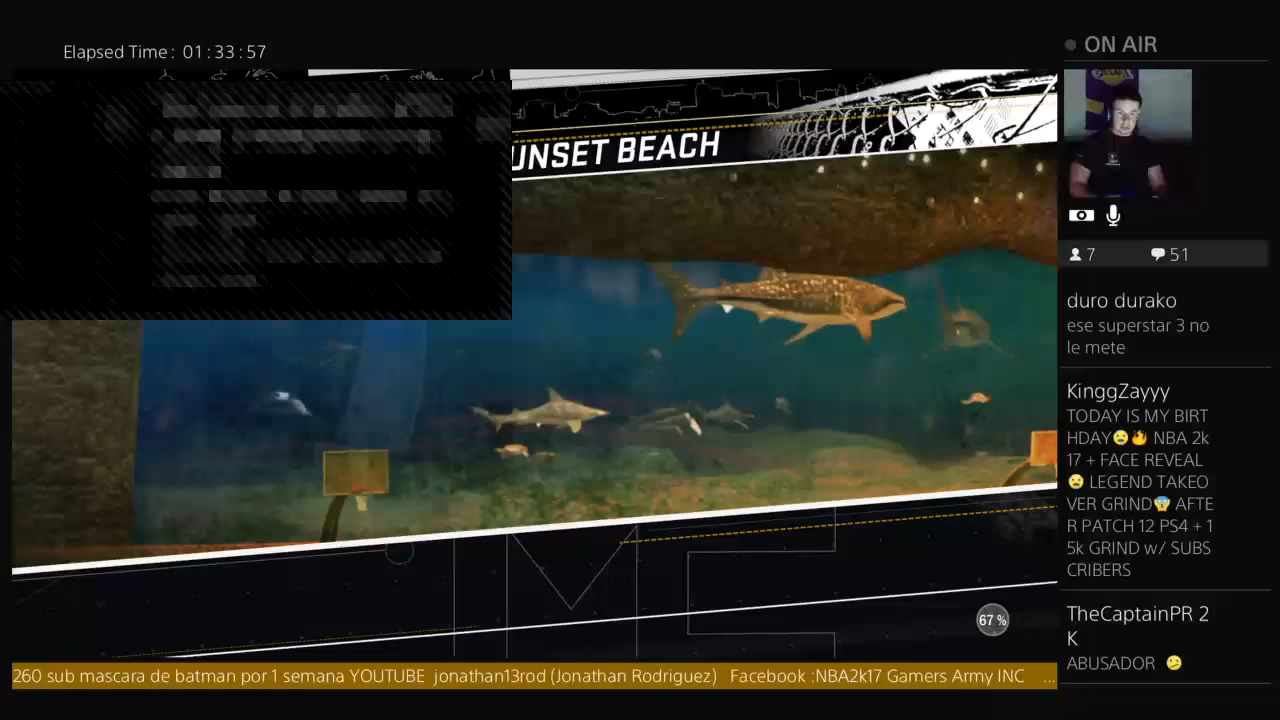 Elapsed Time: 01:33:57
ON AIR
UNSET BEACH
7
51
duro durako
ese superstar 3 no
le mete
KinggZayyy
TODAY IS MY BIRT
HDAY😦🔥 NBA 2k
17 + FACE REVEAL
😦 LEGEND TAKEO
VER GRIND😱 AFTE
R PATCH 12 PS4 + 1
5k GRIND w/ SUBS
CRIBERS
TheCaptainPR 2
K
ABUSADOR 🤔
67 %
260 sub mascara de batman por 1 semana YOUTUBE jonathan13rod (Jonathan Rodriguez) Facebook :NBA2k17 Gamers Army INC ...